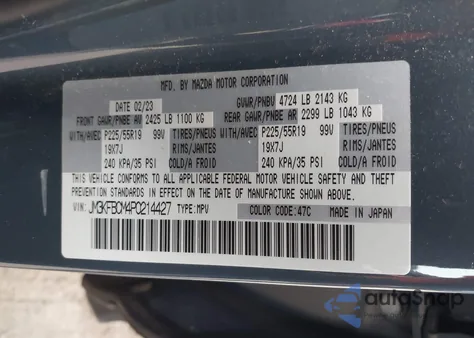 MFD. BY MAZDA MOTOR CORPORATION
DATE 02/23 GVWR/PNBV 4724 LB 2143 KG
FRONT GAWR/PNBE AV 2425 LB 1100 KG REAR GAWR/PNBE AR 2299 LB 1043 KG
WITH/AVEC P225/55R19 99V TIRES/PNEUS WITH/AVEC P225/55R19 99V TIRES/PNEUS
19X7J RIMS/JANTES 19X7J RIMS/JANTES
240 KPA/35 PSI COLD/A FROID 240 KPA/35 PSI COLD/A FROID
THIS VEHICLE CONFORMS TO ALL APPLICABLE FEDERAL MOTOR VEHICLE SAFETY AND THEFT
PREVENTION STANDARDS IN EFFECT ON THE DATE OF MANUFACTURE SHOWN ABOVE.
VIN: JM3KFBCM4P0214427 TYPE:MPV COLOR CODE:47C MADE IN JAPAN
autoSnap